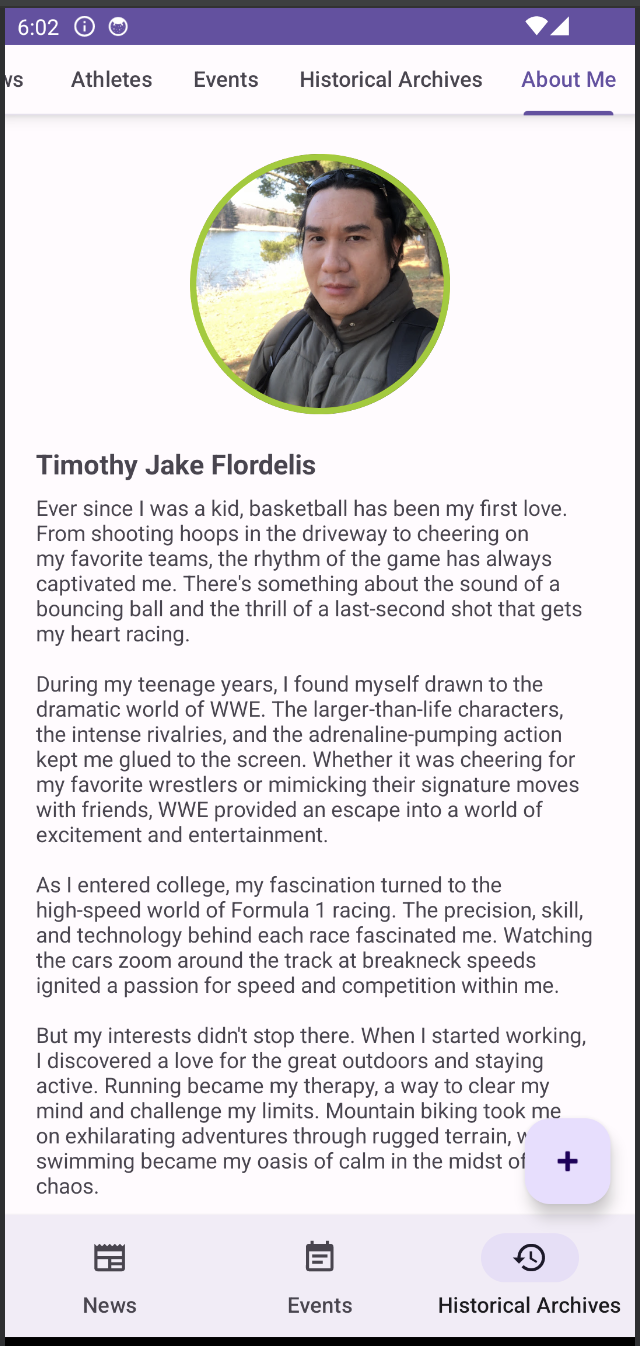 6:02
Athletes
Events
Historical Archives
About Me
Timothy Jake Flordelis
Ever since I was a kid, basketball has been my first love.
From shooting hoops in the driveway to cheering on
my favorite teams, the rhythm of the game has always
captivated me. There's something about the sound of a
bouncing ball and the thrill of a last-second shot that gets
my heart racing.
During my teenage years, I found myself drawn to the
dramatic world of WWE. The larger-than-life characters,
the intense rivalries, and the adrenaline-pumping action
kept me glued to the screen. Whether it was cheering for
my favorite wrestlers or mimicking their signature moves
with friends, WWE provided an escape into a world of
excitement and entertainment.
As I entered college, my fascination turned to the
high-speed world of Formula 1 racing. The precision, skill,
and technology behind each race fascinated me. Watching
the cars zoom around the track at breakneck speeds
ignited a passion for speed and competition within me.
But my interests didn't stop there. When I started working,
I discovered a love for the great outdoors and staying
active. Running became my therapy, a way to clear my
mind and challenge my limits. Mountain biking took me
on exhilarating adventures through rugged terrain,
swimming became my oasis of calm in the midst of
chaos.
News
Events
Historical Archives